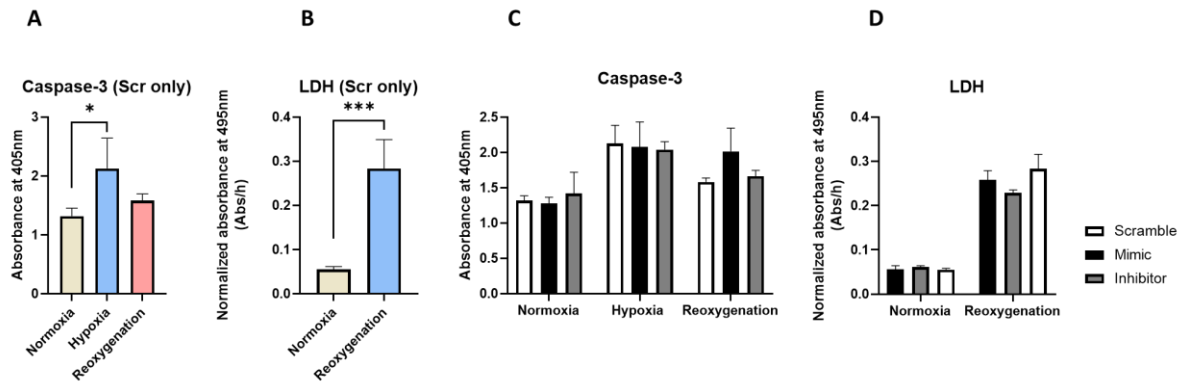 A
B
C
D
Caspase-3 (Scr only)
*
Absorbance at 405nm
3
2
1
0
Normoxia
Hypoxia
Reoxygenation
LDH (Scr only)
***
Normalized absorbance at 495nm
(Abs/h)
0.4
0.3
0.2
0.1
0.0
Normoxia
Reoxygenation
Caspase-3
Absorbance at 405nm
2.5
2.0
1.5
1.0
0.5
0.0
Normoxia
Hypoxia
Reoxygenation
LDH
Normalized absorbance at 495nm
(Abs/h)
0.4
0.3
0.2
0.1
0.0
Normoxia
Reoxygenation
Scramble
Mimic
Inhibitor